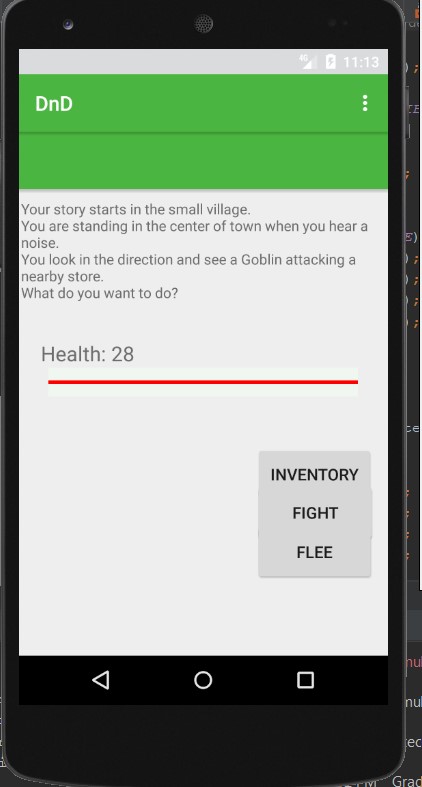 4G 11:13
DnD
Your story starts in the small village.
You are standing in the center of town when you hear a
noise.
You look in the direction and see a Goblin attacking a
nearby store.
What do you want to do?
Health: 28
INVENTORY
FIGHT
FLEE